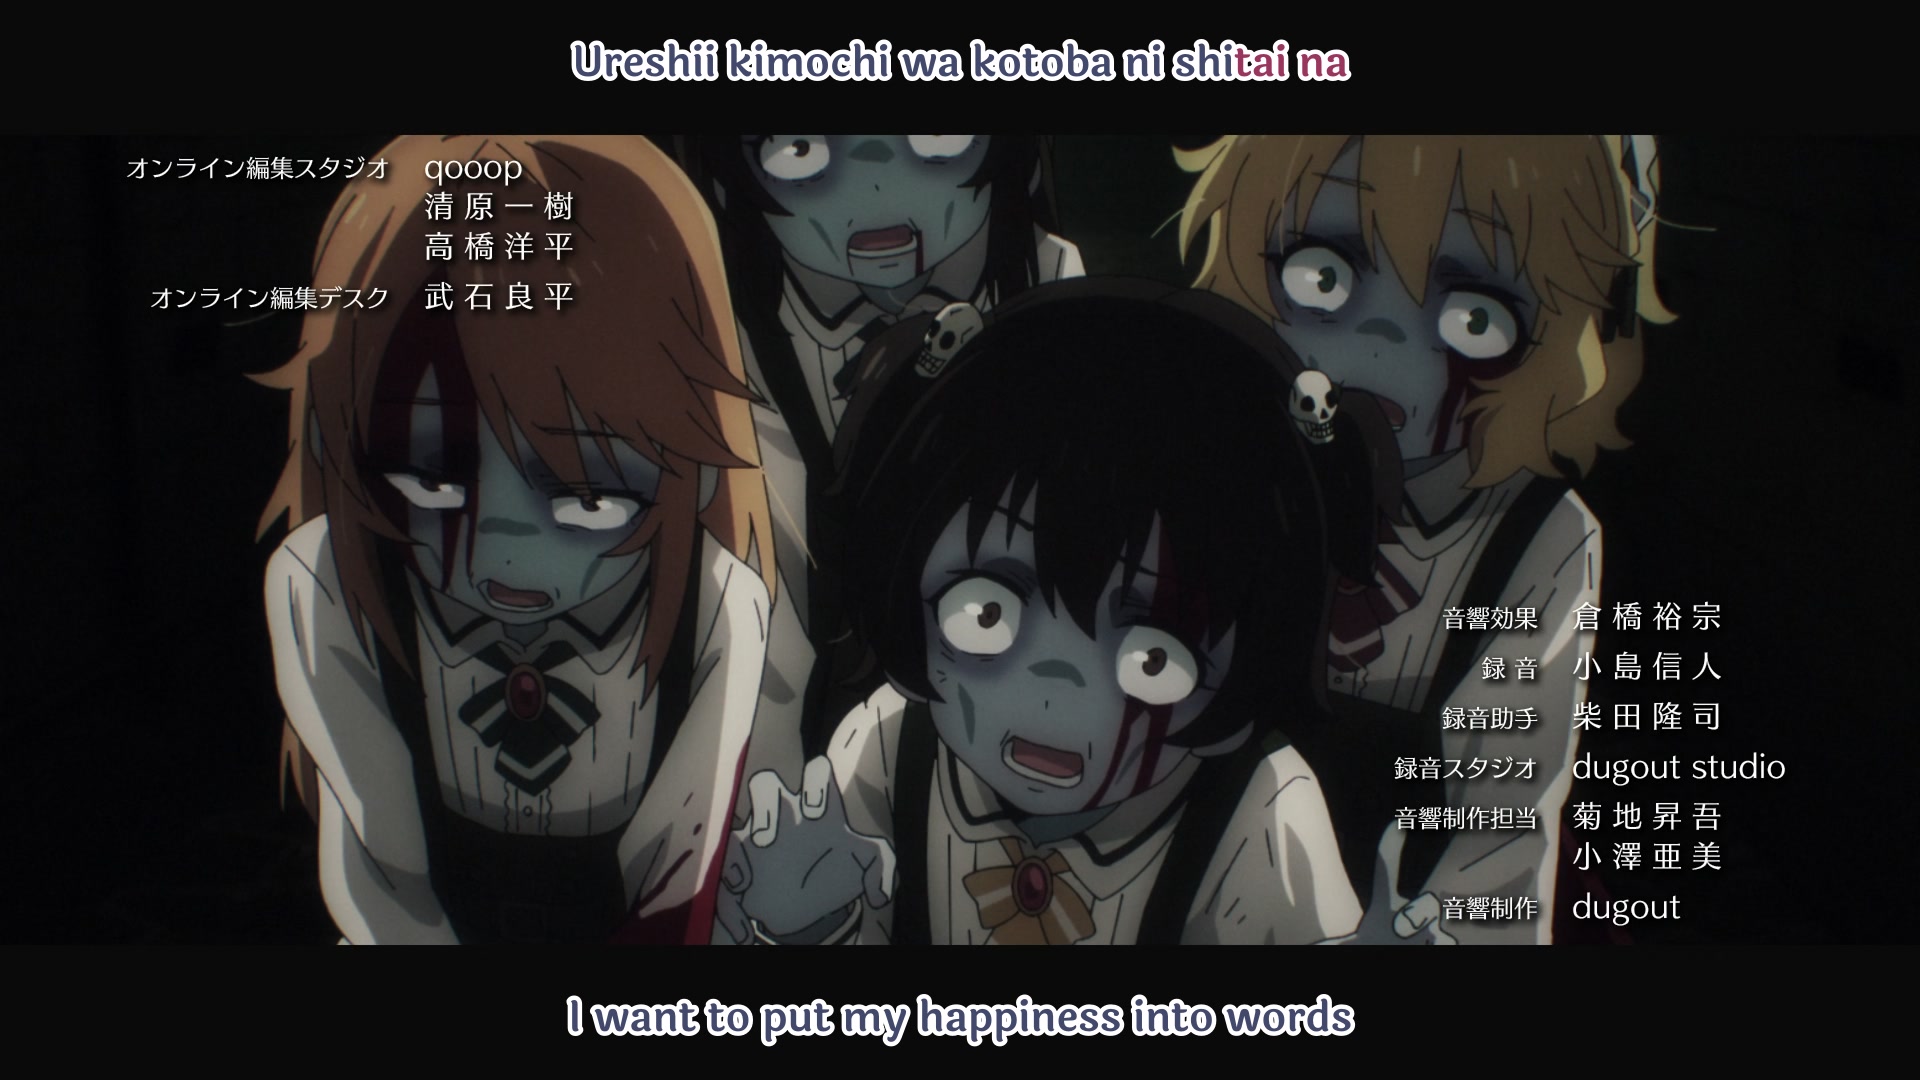 Ureshii kimochi wa kotoba ni shitai na
オンライン編集スタジオ qooop
清原一樹
高橋洋平
オンライン編集デスク 武石良平
音響効果 倉橋裕宗
録音 小島信人
録音助手 柴田隆司
録音スタジオ dugout studio
音響制作担当 菊地昇吾
小澤亜美
音響制作 dugout
I want to put my happiness into words